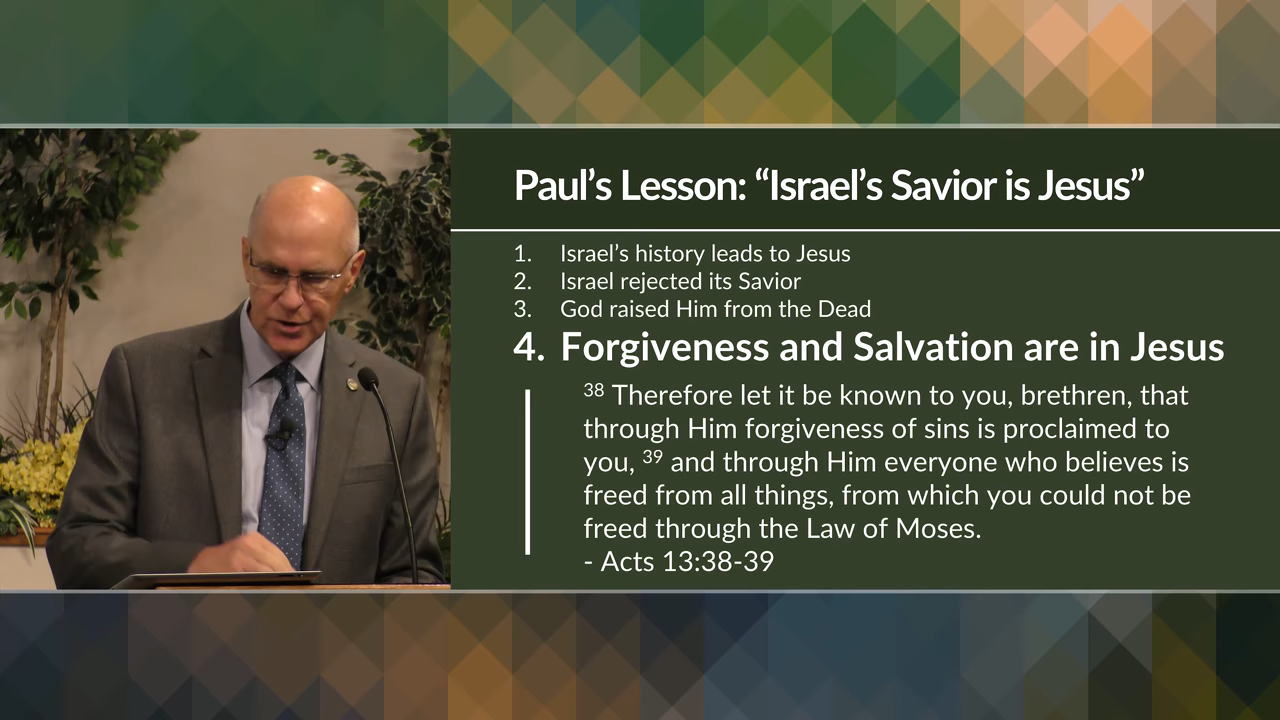 Paul’s Lesson: “Israel’s Savior is Jesus”
1. Israel’s history leads to Jesus
2. Israel rejected its Savior
3. God raised Him from the Dead
4. Forgiveness and Salvation are in Jesus
38 Therefore let it be known to you, brethren, that
through Him forgiveness of sins is proclaimed to
you, 39 and through Him everyone who believes is
freed from all things, from which you could not be
freed through the Law of Moses.
- Acts 13:38-39